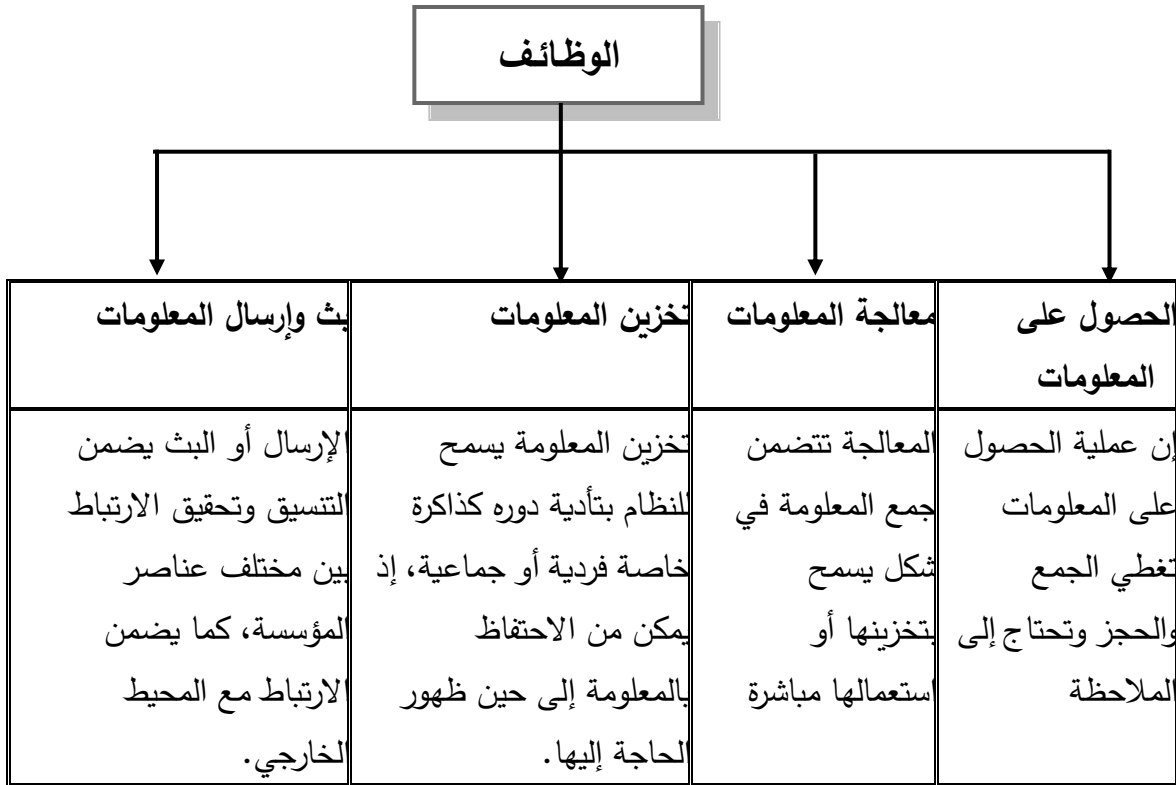 الوظائف
الحصول على
المعلومات
معالجة المعلومات
تخزين المعلومات
بث وإرسال المعلومات
إن عملية الحصول
على المعلومات
تغطي الجمع
والحجز وتحتاج إلى
الملاحظة
المعالجة تتضمن
جمع المعلومة في
شكل يسمح
بتخزينها أو
استعمالها مباشرة
تخزين المعلومة يسمح
للنظام بتأدية دوره كذاكرة
خاصة فردية أو جماعية، إذ
يمكن من الاحتفاظ
بالمعلومة إلى حين ظهور
الحاجة إليها.
الإرسال أو البث يضمن
التنسيق وتحقيق الارتباط
بين مختلف عناصر
المؤسسة، كما يضمن
الارتباط مع المحيط
الخارجي.